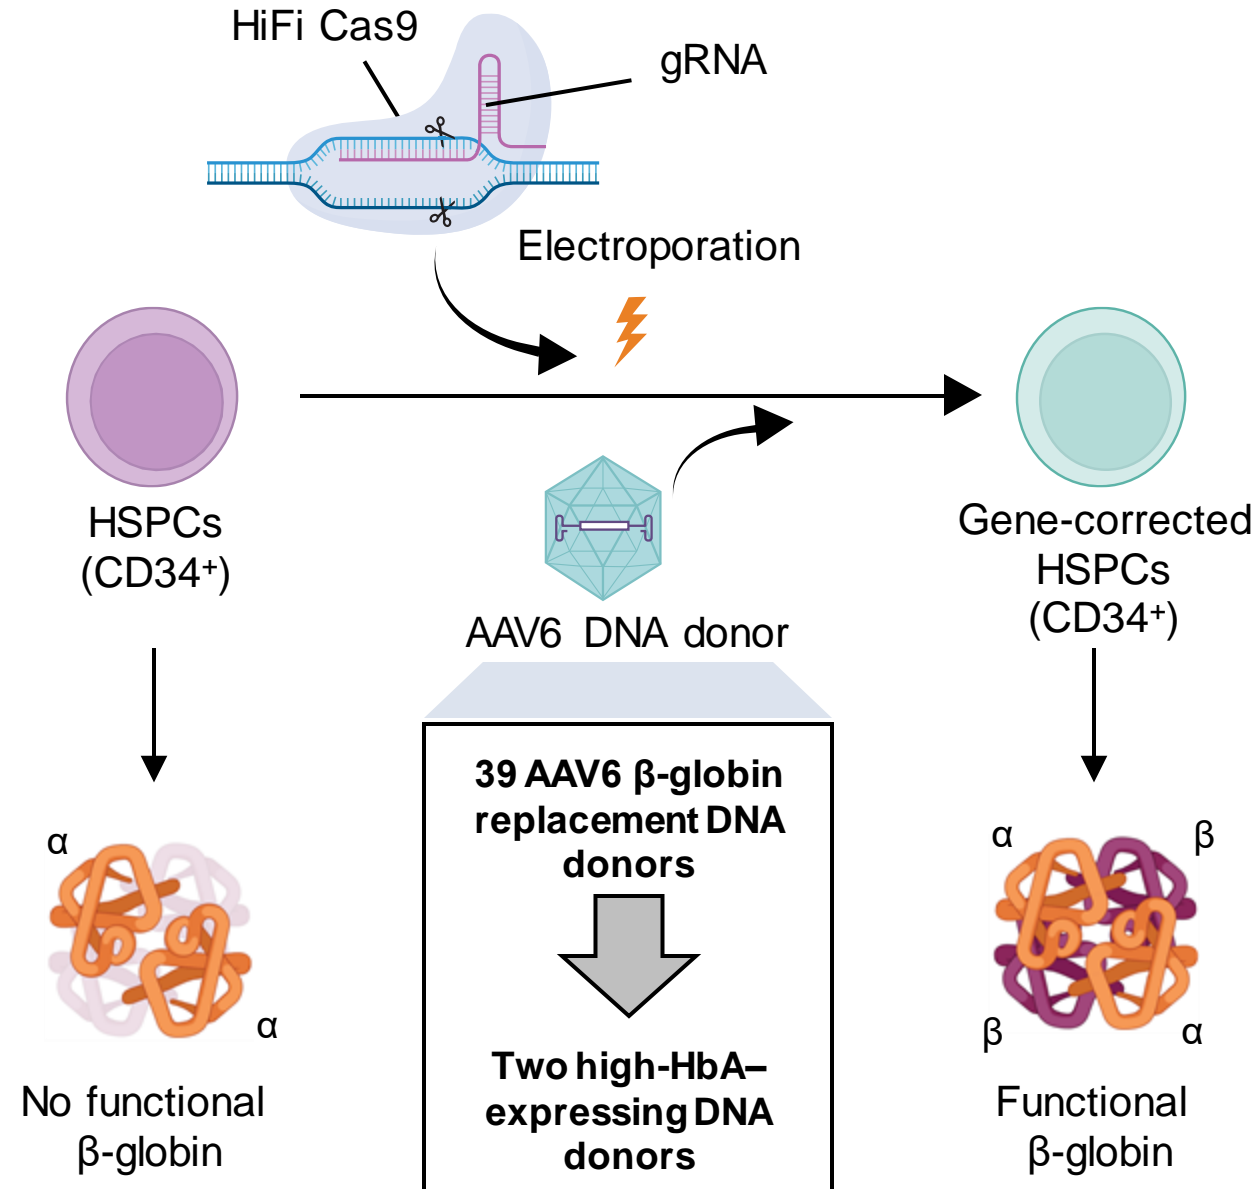 HiFi Cas9
gRNA
Electroporation
HSPCs
(CD34⁺)
AAV6 DNA donor
Gene-corrected
HSPCs
(CD34⁺)
39 AAV6 β-globin
replacement DNA
donors
Two high-HbA–
expressing DNA
donors
α
α
No functional
β-globin
α
β
β
α
Functional
β-globin